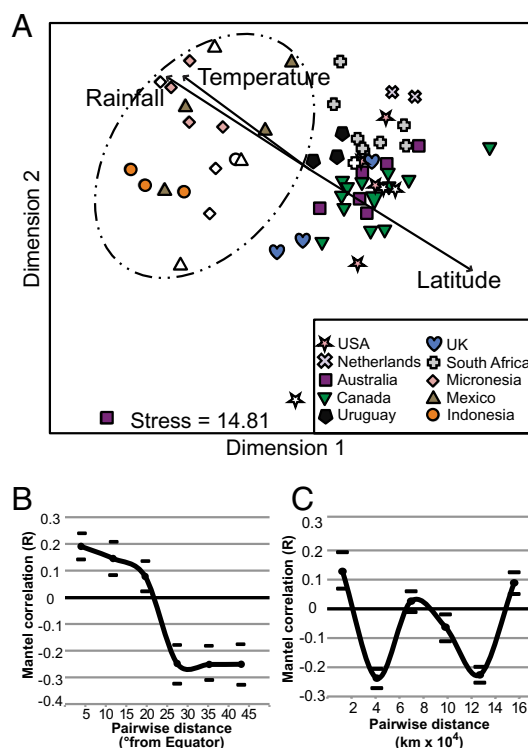 A
Rainfall
Temperature
Latitude
Dimension 2
Dimension 1
Stress = 14.81
USA
Netherlands
Australia
Canada
Uruguay
UK
South Africa
Micronesia
Mexico
Indonesia
B
Mantel correlation (R)
0.3
0.2
0.1
0
-0.1
-0.2
-0.3
-0.4
5 10 15 20 25 30 35 40 45
Pairwise distance
(°from Equator)
C
Mantel correlation (R)
0.3
0.2
0.1
0
-0.1
-0.2
-0.3
2 4 6 8 10 12 14 16
Pairwise distance
(km x 10⁴)